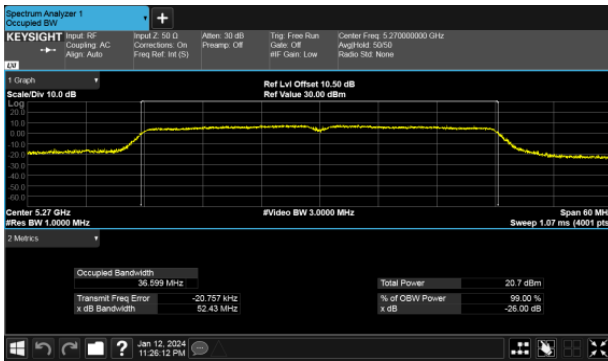 Spectrum Analyzer 1
Occupied BW
KEYSIGHT
Input: RF
Coupling: AC
Align: Auto
Input Z: 50 Ω
Corrections: On
Freq Ref: Int (S)
Atten: 30 dB
Preamp: Off
Trig: Free Run
Gate: Off
#IF Gain: Low
Center Freq: 5.270000000 GHz
Avg|Hold: 50/50
Radio Std: None
LXI
1 Graph
Scale/Div 10.0 dB
Ref Lvl Offset 10.50 dB
Ref Value 30.00 dBm
Log
20.0
10.0
0.00
-10.0
-20.0
-30.0
-40.0
-50.0
-60.0
Center 5.27 GHz
#Video BW 3.0000 MHz
Span 60 MHz
#Res BW 1.0000 MHz
Sweep 1.07 ms (4001 pts)
2 Metrics
Occupied Bandwidth
36.599 MHz
Total Power 20.7 dBm
Transmit Freq Error -20.757 kHz
% of OBW Power 99.00 %
x dB Bandwidth 52.43 MHz
x dB -26.00 dB
?
Jan 12, 2024
11:26:12 PM